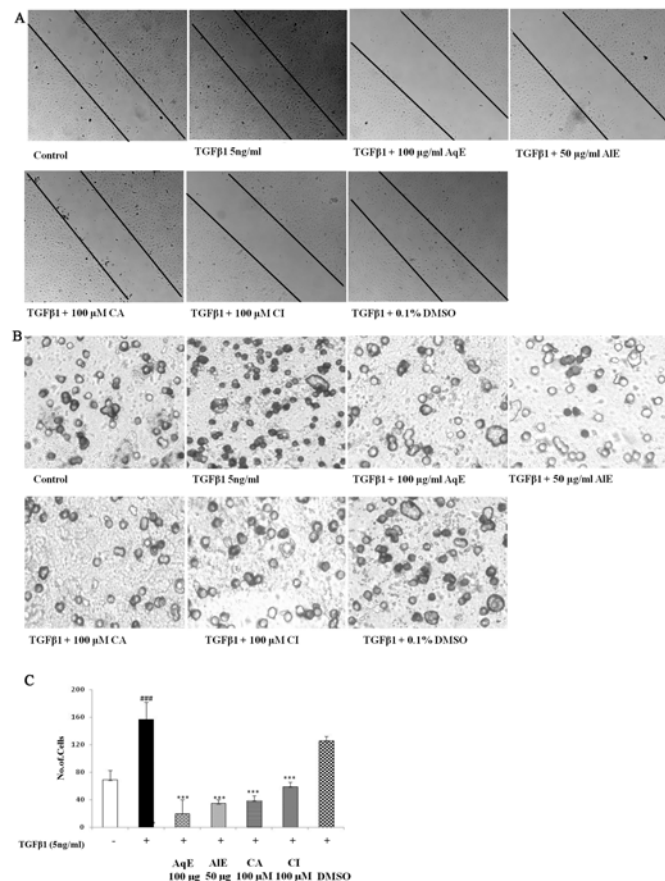 A
Control
TGFβ1 5ng/ml
TGFβ1 + 100 µg/ml AqE
TGFβ1 + 50 µg/ml AlE
TGFβ1 + 100 µM CA
TGFβ1 + 100 µM CI
TGFβ1 + 0.1% DMSO
B
Control
TGFβ1 5ng/ml
TGFβ1 + 100 µg/ml AqE
TGFβ1 + 50 µg/ml AlE
TGFβ1 + 100 µM CA
TGFβ1 + 100 µM CI
TGFβ1 + 0.1% DMSO
C
No.of.Cells
200
160
120
80
40
0
###
*** *** *** ***
TGFβ1 (5ng/ml) - + + + + + +
AqE AlE CA CI
100 µg 50 µg 100 µM 100 µM DMSO